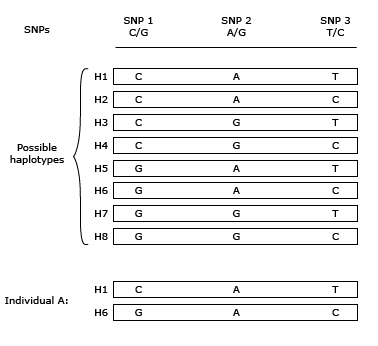 SNPs
SNP 1 SNP 2 SNP 3
C/G A/G T/C
Possible
haplotypes
H1 C A T
H2 C A C
H3 C G T
H4 C G C
H5 G A T
H6 G A C
H7 G G T
H8 G G C
Individual A:
H1 C A T
H6 G A C